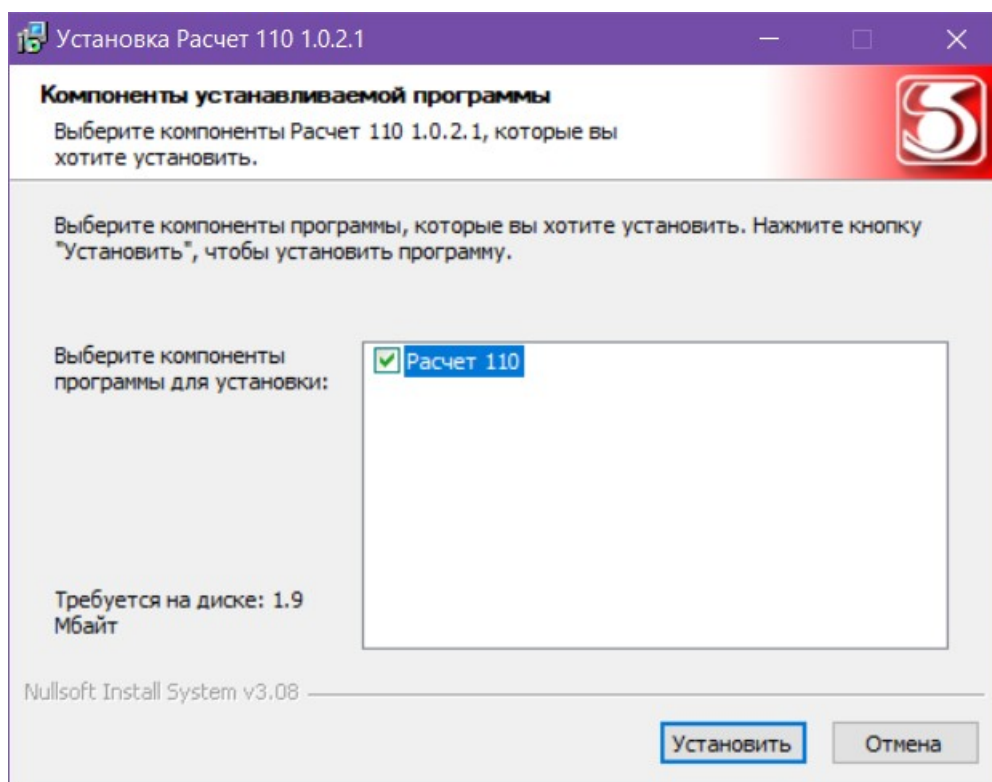 Установка Расчет 110 1.0.2.1
Компоненты устанавливаемой программы
Выберите компоненты Расчет 110 1.0.2.1, которые вы
хотите установить.
Выберите компоненты программы, которые вы хотите установить. Нажмите кнопку
"Установить", чтобы установить программу.
Выберите компоненты
программы для установки:
Расчет 110
Требуется на диске: 1.9
Мбайт
Nullsoft Install System v3.08
Установить
Отмена